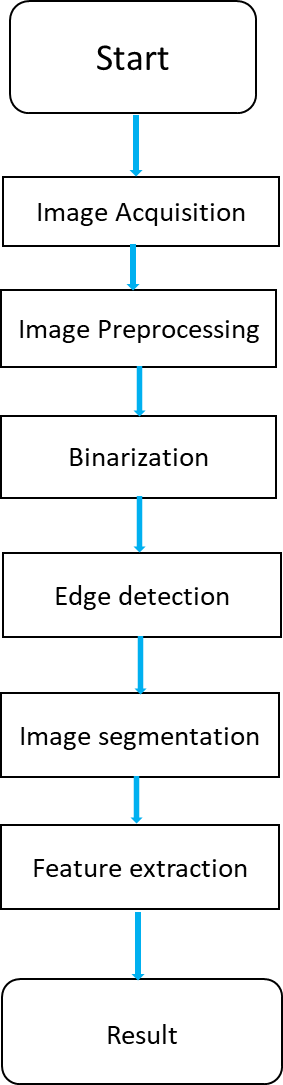 Start
Image Acquisition
Image Preprocessing
Binarization
Edge detection
Image segmentation
Feature extraction
Result